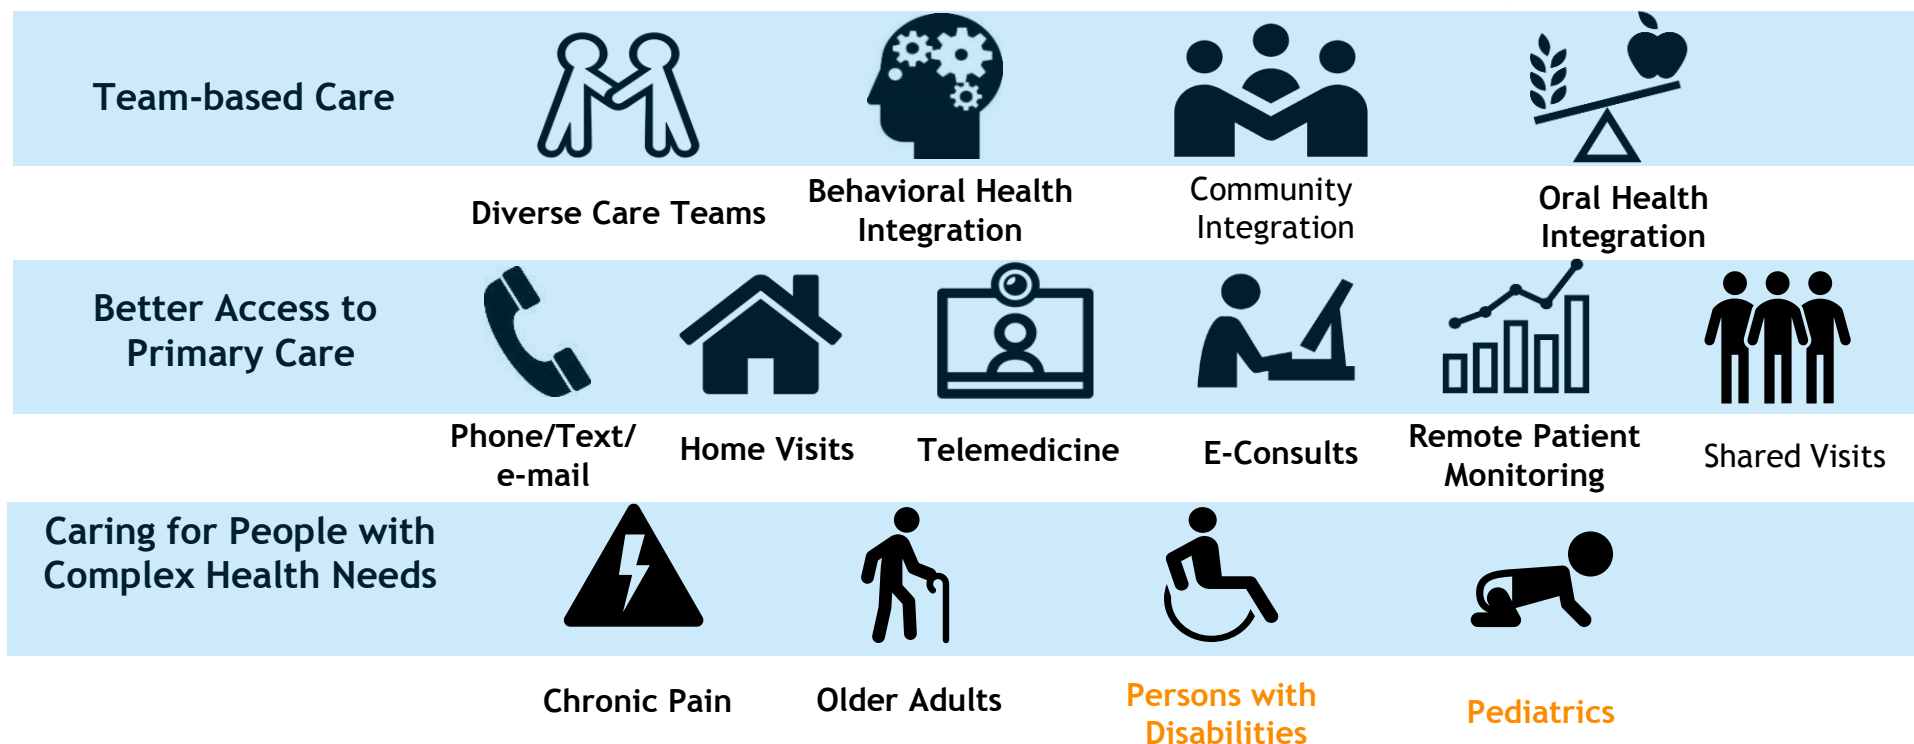 Team-based Care
Diverse Care Teams
Behavioral Health
Integration
Community
Integration
Oral Health
Integration
Better Access to
Primary Care
Phone/Text/
e-mail
Home Visits
Telemedicine
E-Consults
Remote Patient
Monitoring
Shared Visits
Caring for People with
Complex Health Needs
Chronic Pain
Older Adults
Persons with
Disabilities
Pediatrics